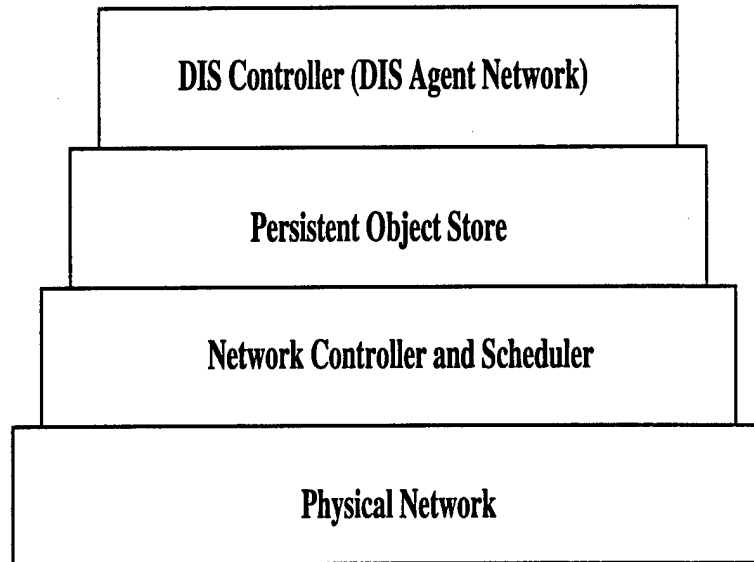 DIS Controller (DIS Agent Network)
Persistent Object Store
Network Controller and Scheduler
Physical Network